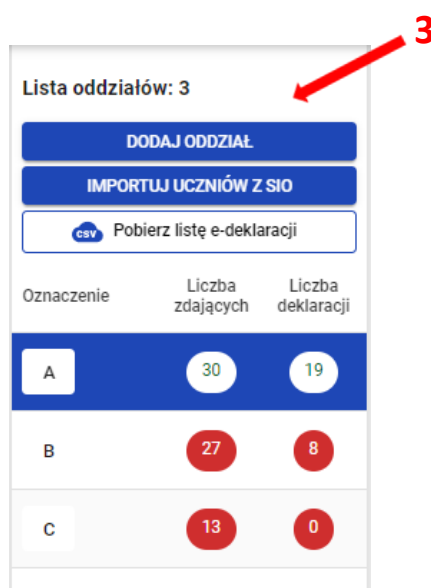 3
Lista oddziałów: 3
DODAJ ODDZIAŁ
IMPORTUJ UCZNIÓW Z SIO
csv Pobierz listę e-deklaracji
Oznaczenie Liczba zdających Liczba deklaracji
A 30 19
B 27 8
C 13 0